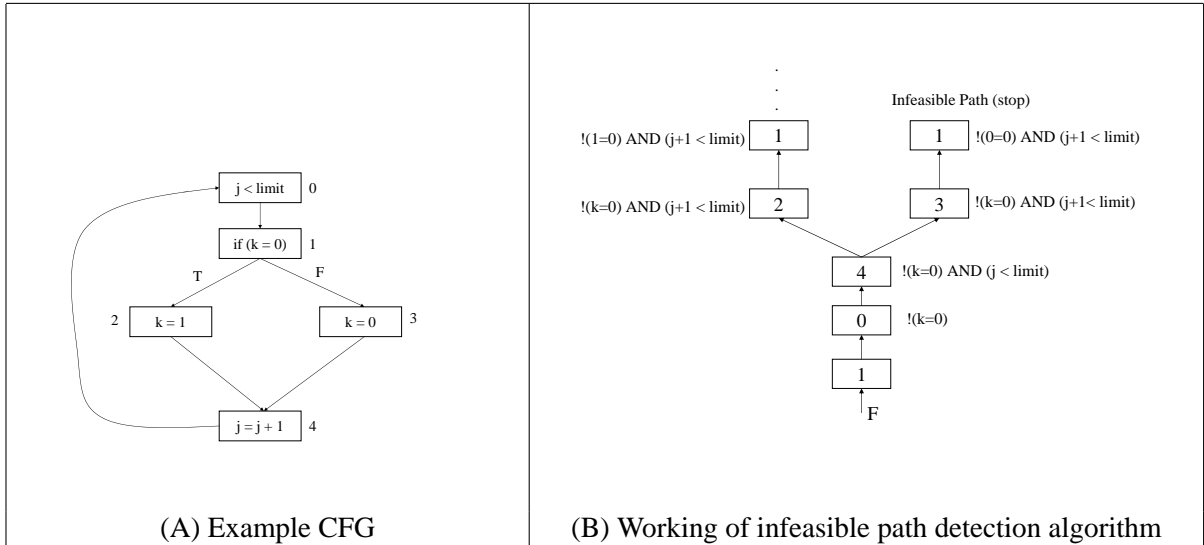 j < limit 0
if (k = 0) 1
T F
2 k = 1 k = 0 3
j = j + 1 4
(A) Example CFG
.
.
.
Infeasible Path (stop)
!(1=0) AND (j+1 < limit) 1 1 !(0=0) AND (j+1 < limit)
!(k=0) AND (j+1 < limit) 2 3 !(k=0) AND (j+1< limit)
4 !(k=0) AND (j < limit)
0 !(k=0)
1
F
(B) Working of infeasible path detection algorithm